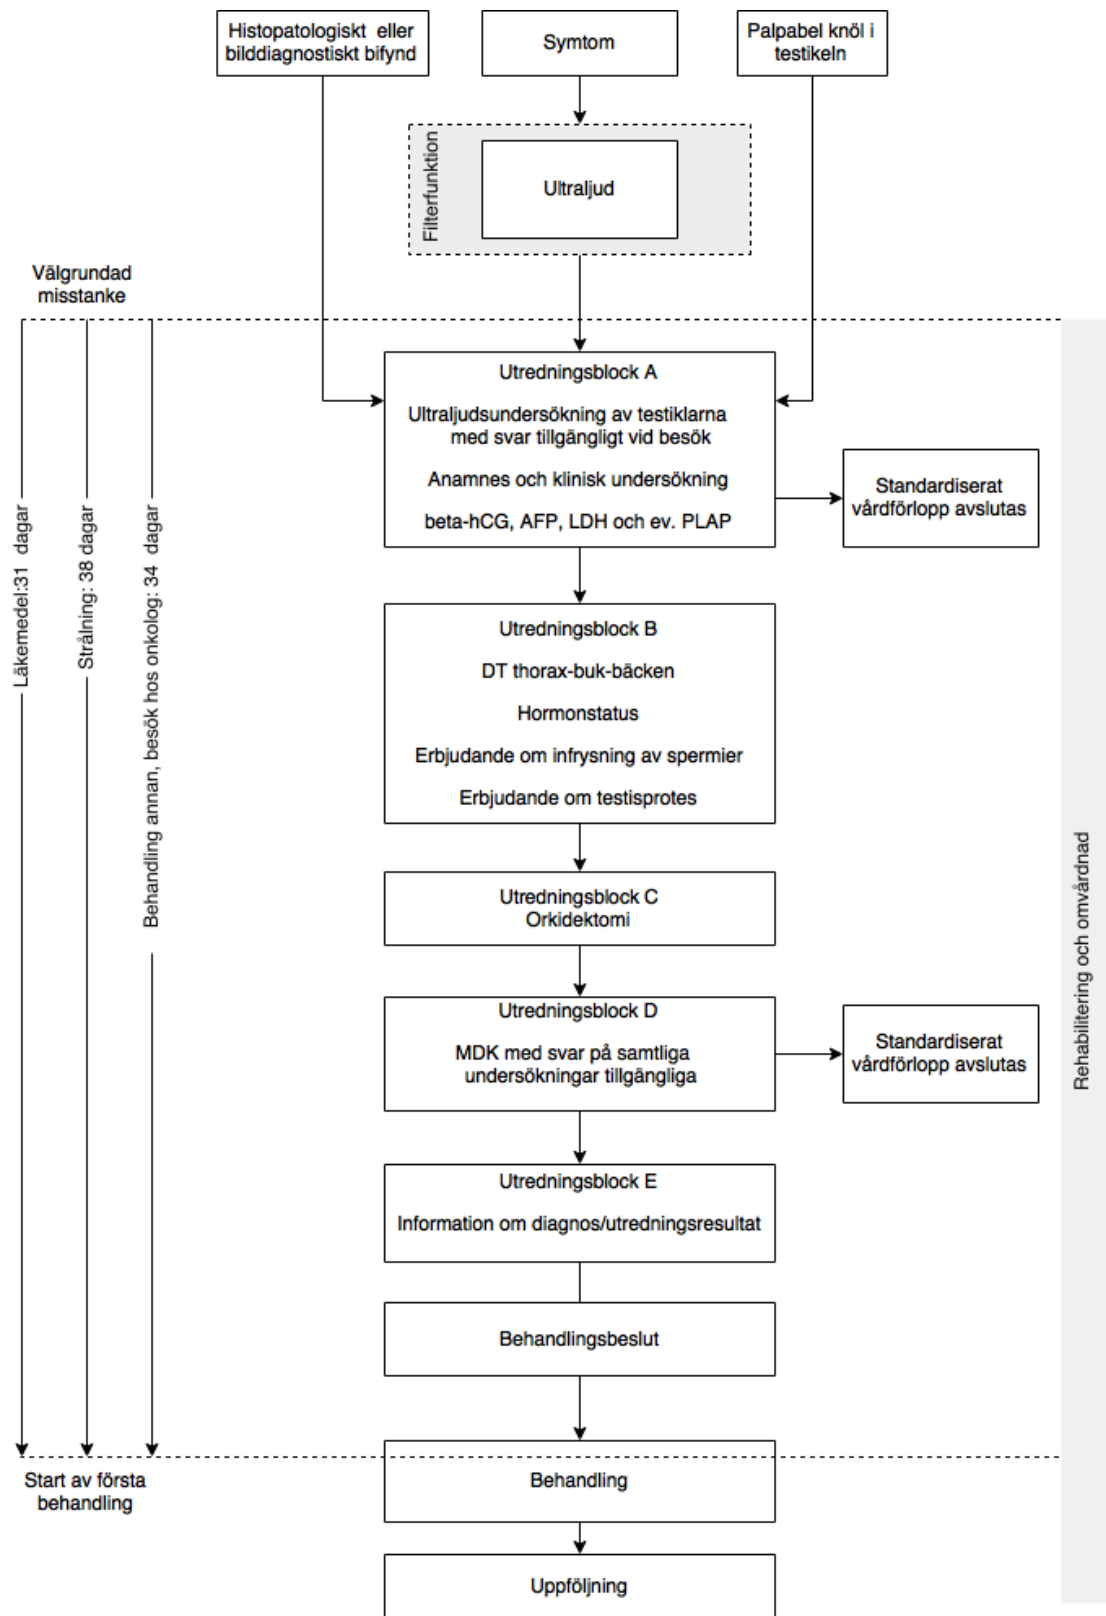 Histopatologiskt eller
bilddiagnostiskt bifynd
Symtom
Palpabel knöl i
testikeln
Filterfunktion
Ultraljud
Välgrundad
misstanke
Utredningsblock A
Ultraljudsundersökning av testiklarna
med svar tillgängligt vid besök
Anamnes och klinisk undersökning
beta-hCG, AFP, LDH och ev. PLAP
Standardiserat
vårdförlopp avslutas
Läkemedel:31 dagar
Strålning: 38 dagar
Behandling annan, besök hos onkolog: 34 dagar
Utredningsblock B
DT thorax-buk-bäcken
Hormonstatus
Erbjudande om infrysning av spermier
Erbjudande om testisprotes
Utredningsblock C
Orkidektomi
Utredningsblock D
MDK med svar på samtliga
undersökningar tillgängliga
Standardiserat
vårdförlopp avslutas
Rehabilitering och omvårdnad
Utredningsblock E
Information om diagnos/utredningsresultat
Behandlingsbeslut
Start av första
behandling
Behandling
Uppföljning